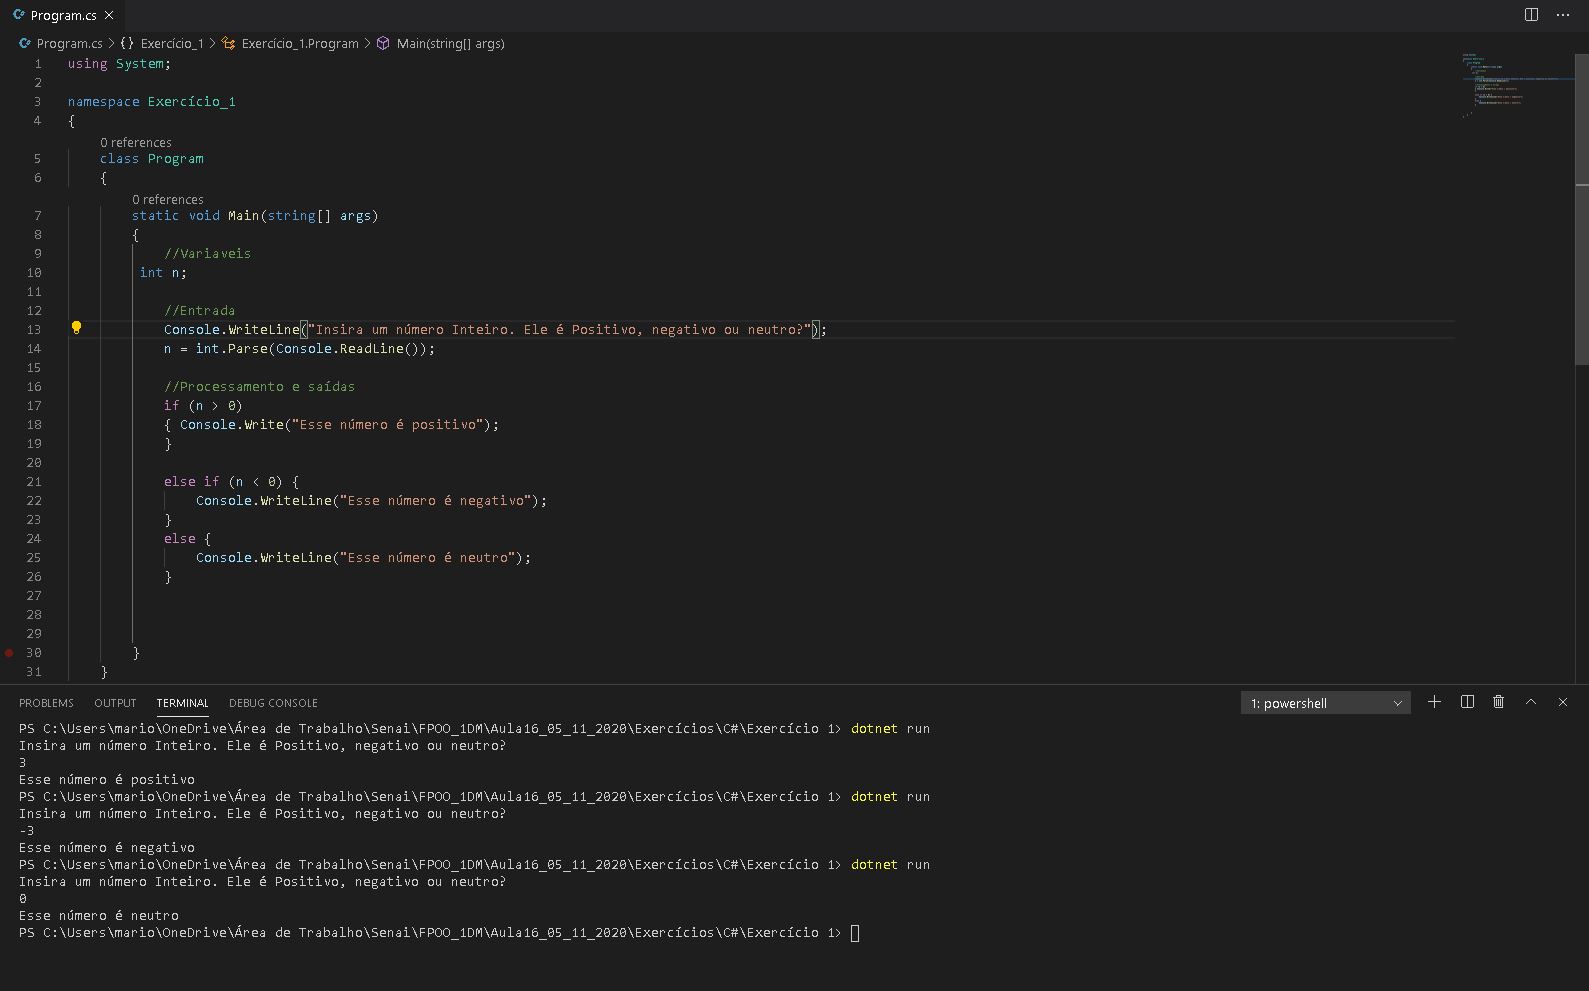 Program.cs
Program.cs > {} Exercício_1 > Exercício_1.Program > Main(string[] args)
1 using System;
2
3 namespace Exercício_1
4 {
0 references
5 class Program
6 {
0 references
7 static void Main(string[] args)
8 {
9 //Variaveis
10 int n;
11
12 //Entrada
13 Console.WriteLine("Insira um número Inteiro. Ele é Positivo, negativo ou neutro?");
14 n = int.Parse(Console.ReadLine());
15
16 //Processamento e saídas
17 if (n > 0)
18 { Console.Write("Esse número é positivo");
19 }
20
21 else if (n < 0) {
22 Console.WriteLine("Esse número é negativo");
23 }
24 else {
25 Console.WriteLine("Esse número é neutro");
26 }
27
28
29
30 }
31 }
PROBLEMS OUTPUT TERMINAL DEBUG CONSOLE 1: powershell
PS C:\Users\mario\OneDrive\Área de Trabalho\Senai\FPOO_1DM\Aula16_05_11_2020\Exercícios\C#\Exercício 1> dotnet run
Insira um número Inteiro. Ele é Positivo, negativo ou neutro?
3
Esse número é positivo
PS C:\Users\mario\OneDrive\Área de Trabalho\Senai\FPOO_1DM\Aula16_05_11_2020\Exercícios\C#\Exercício 1> dotnet run
Insira um número Inteiro. Ele é Positivo, negativo ou neutro?
-3
Esse número é negativo
PS C:\Users\mario\OneDrive\Área de Trabalho\Senai\FPOO_1DM\Aula16_05_11_2020\Exercícios\C#\Exercício 1> dotnet run
Insira um número Inteiro. Ele é Positivo, negativo ou neutro?
0
Esse número é neutro
PS C:\Users\mario\OneDrive\Área de Trabalho\Senai\FPOO_1DM\Aula16_05_11_2020\Exercícios\C#\Exercício 1>